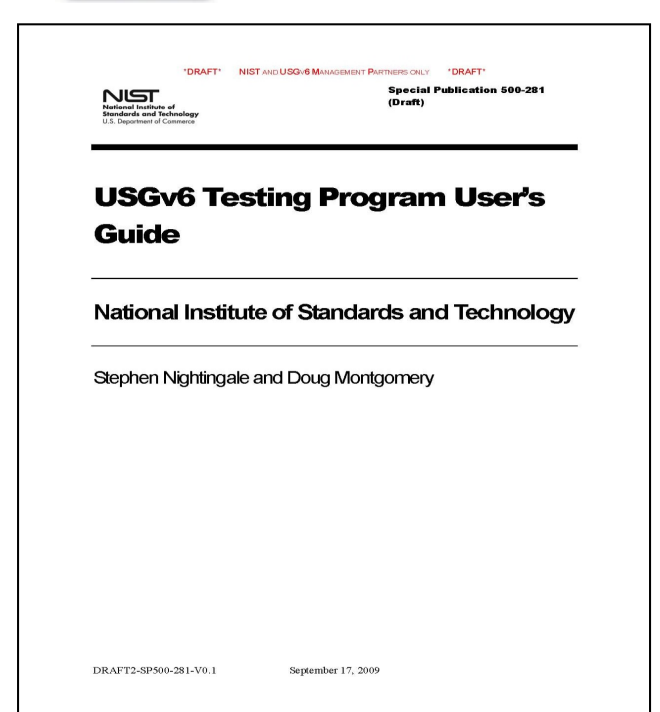 *DRAFT* NIST AND USGV6 MANAGEMENT PARTNERS ONLY *DRAFT*
NIST
National Institute of
Standards and Technology
U.S. Department of Commerce
Special Publication 500-281
(Draft)
USGv6 Testing Program User's
Guide
National Institute of Standards and Technology
Stephen Nightingale and Doug Montgomery
DRAFT2-SP500-281-V0.1 September 17, 2009